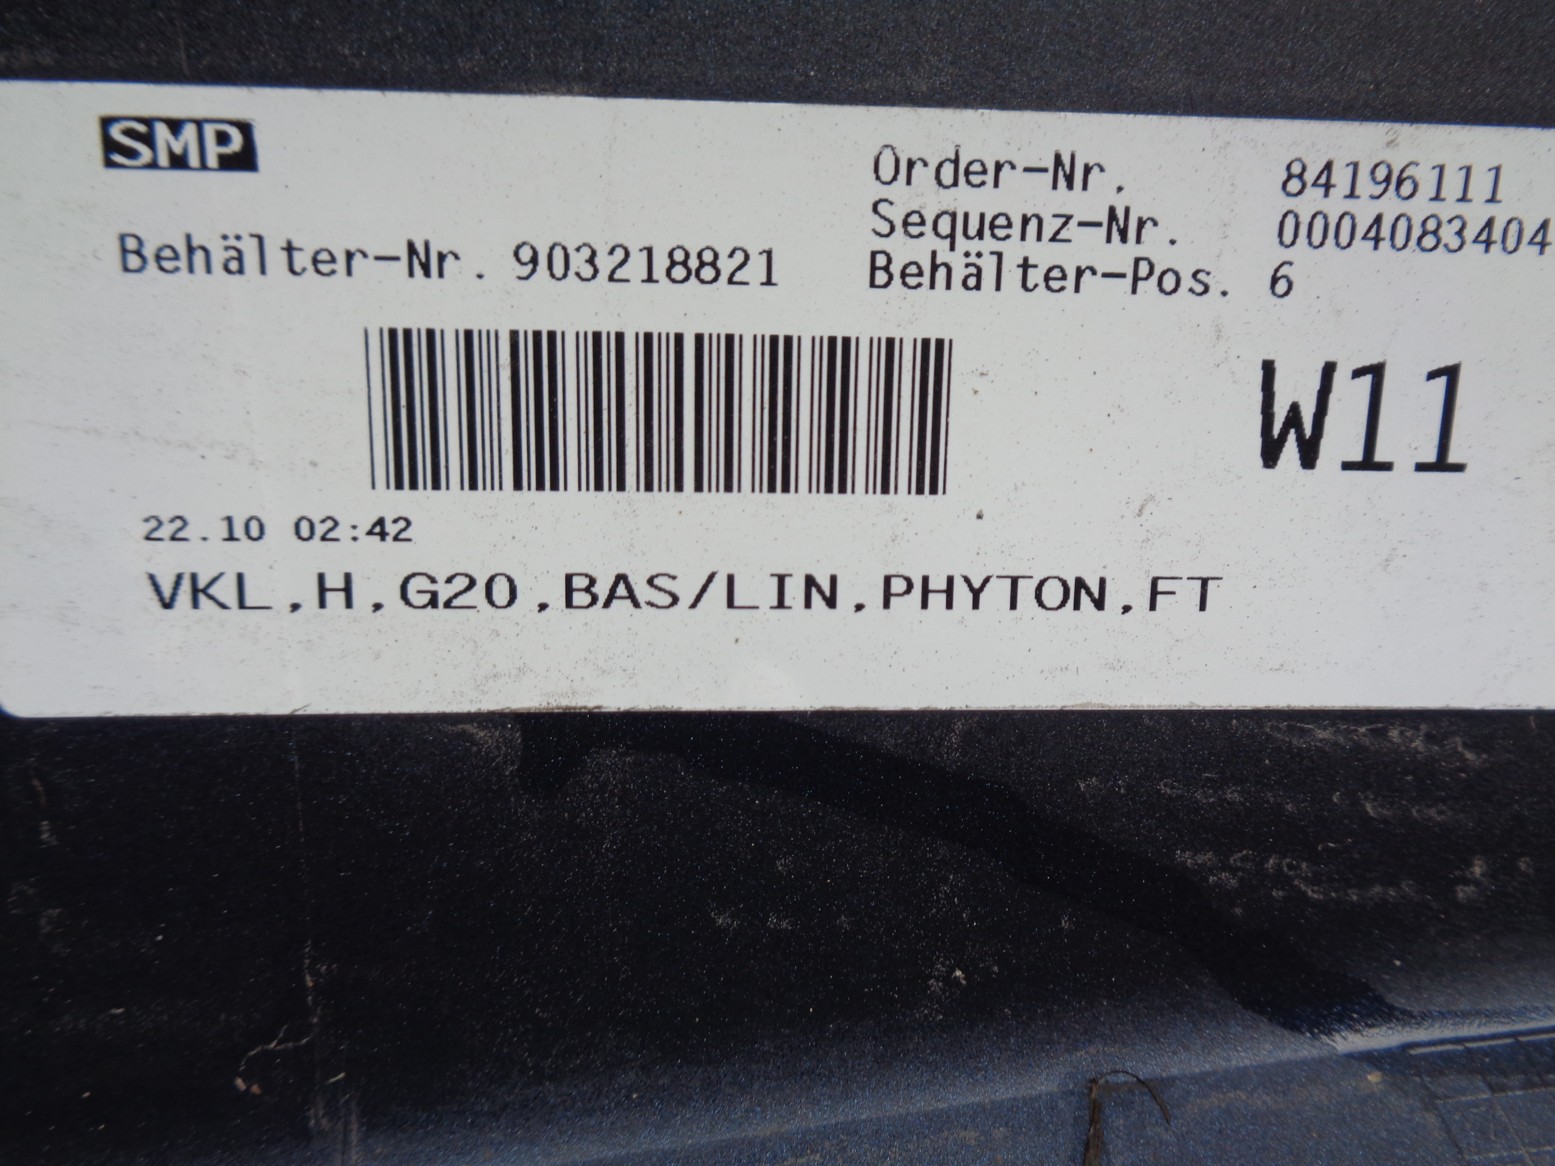 SMP
Order-Nr. 84196111
Sequenz-Nr. 0004083404
Behälter-Nr. 903218821
Behälter-Pos. 6
W11
22.10 02:42
VKL,H,G20,BAS/LIN,PHYTON,FT